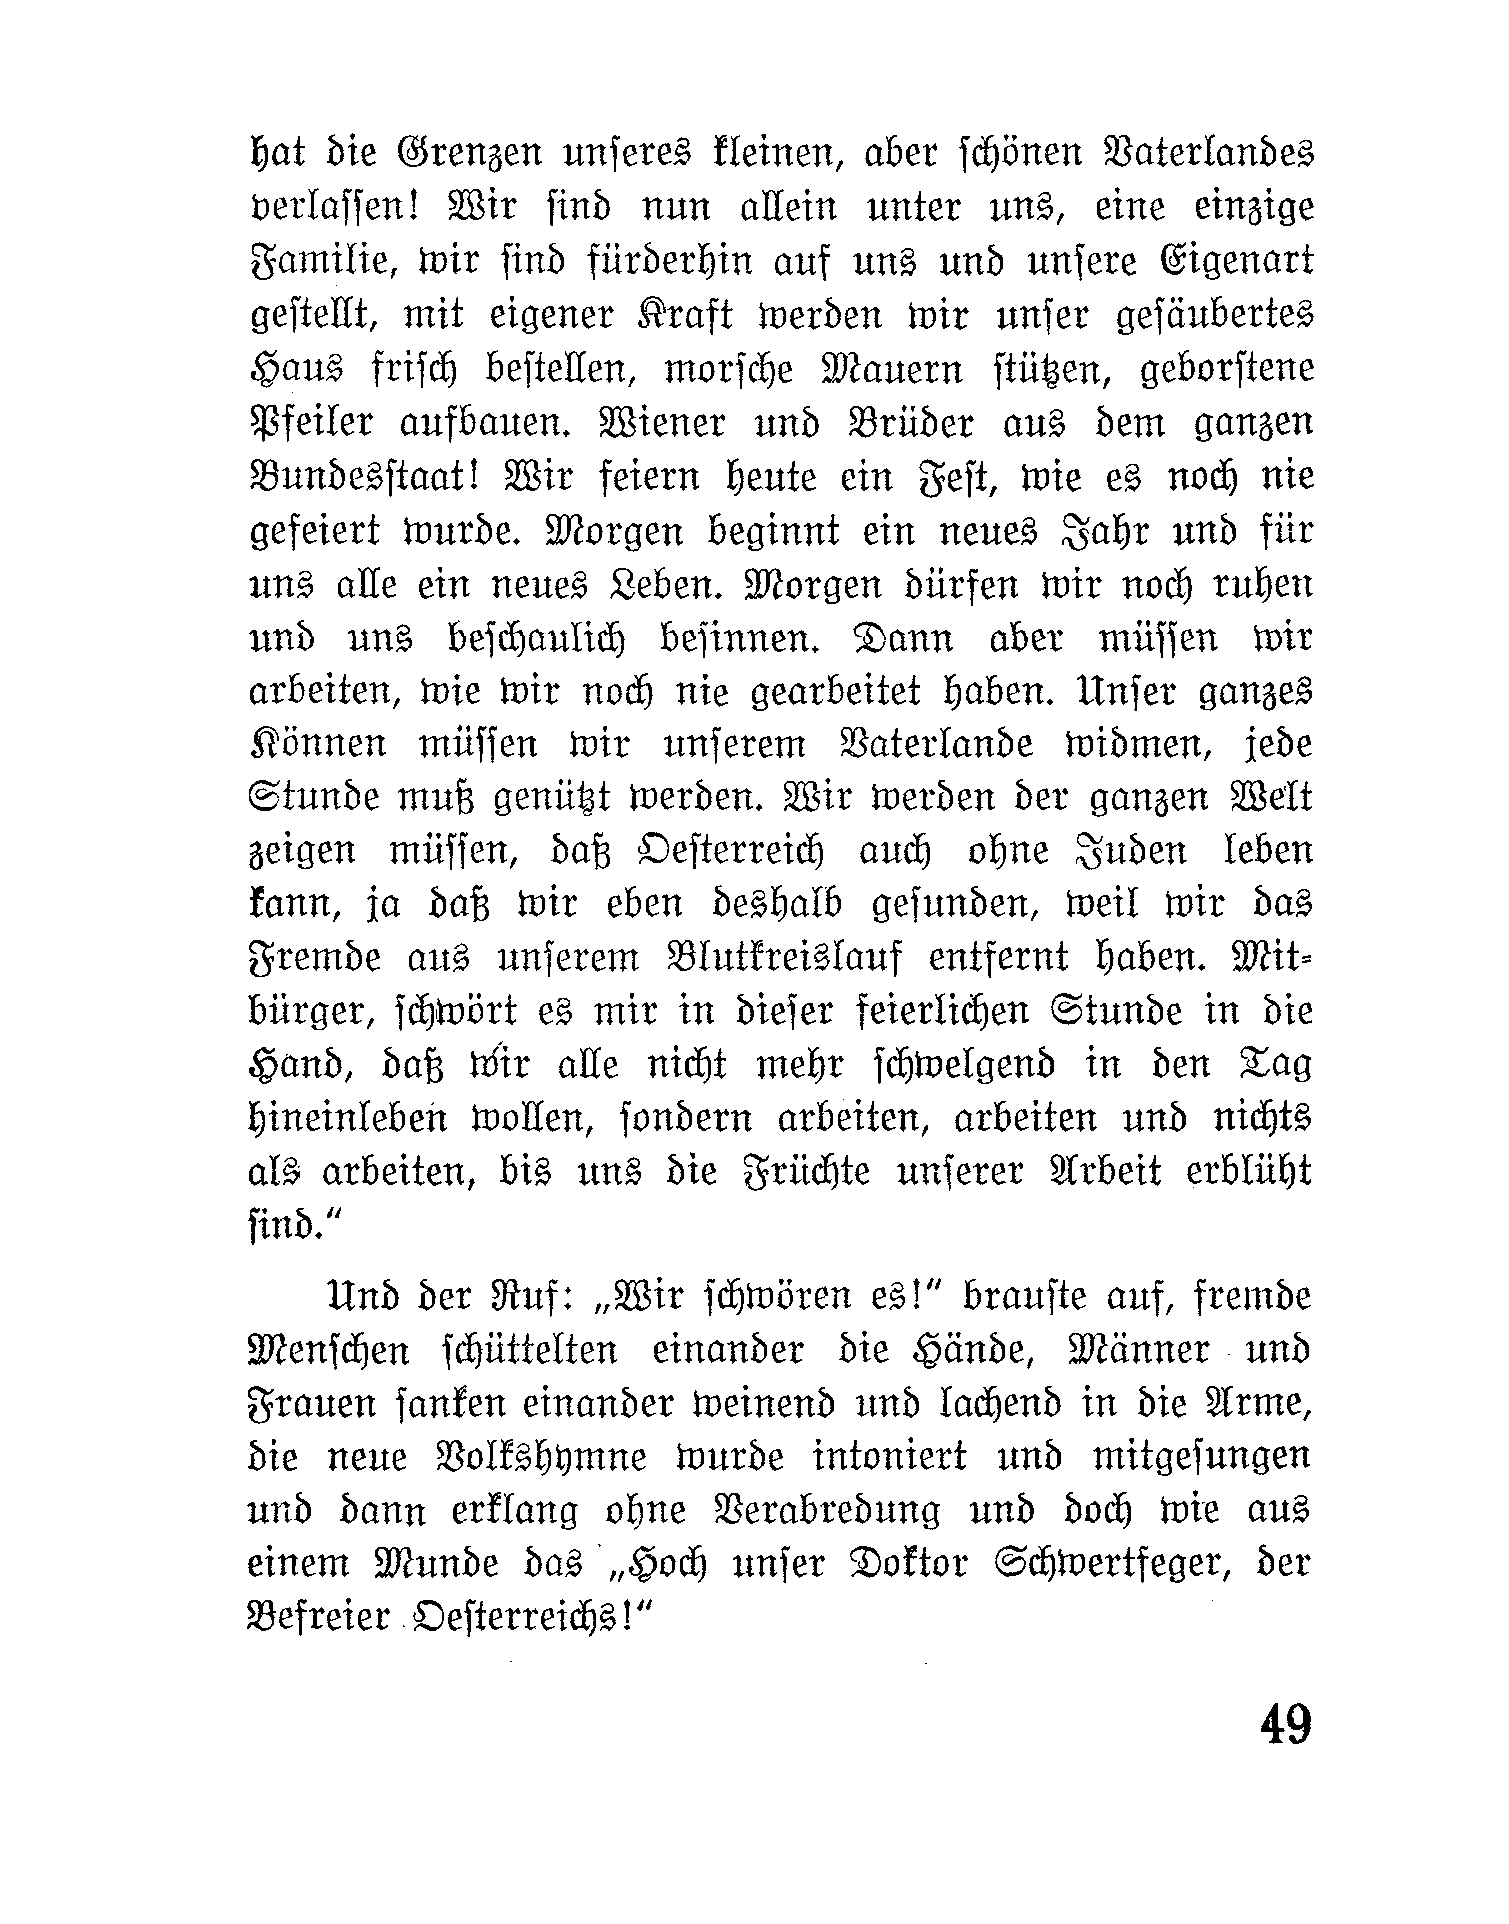 hat die Grenzen unseres kleinen, aber schönen Vaterlandes
verlassen! Wir sind nun allein unter uns, eine einzige
Familie, wir sind fürderhin auf uns und unsere Eigenart
gestellt, mit eigener Kraft werden wir unser gesäubertes
Haus frisch bestellen, morsche Mauern stützen, geborstene
Pfeiler aufbauen. Wiener und Brüder aus dem ganzen
Bundesstaat! Wir feiern heute ein Fest, wie es noch nie
gefeiert wurde. Morgen beginnt ein neues Jahr und für
uns alle ein neues Leben. Morgen dürfen wir noch ruhen
und uns beschaulich besinnen. Dann aber müssen wir
arbeiten, wie wir noch nie gearbeitet haben. Unser ganzes
Können müssen wir unserem Vaterlande widmen, jede
Stunde muß genützt werden. Wir werden der ganzen Welt
zeigen müssen, daß Oesterreich auch ohne Juden leben
kann, ja daß wir eben deshalb gesunden, weil wir das
Fremde aus unserem Blutkreislauf entfernt haben. Mit-
bürger, schwört es mir in dieser feierlichen Stunde in die
Hand, daß wir alle nicht mehr schwelgend in den Tag
hineinleben wollen, sondern arbeiten, arbeiten und nichts
als arbeiten, bis uns die Früchte unserer Arbeit erblüht
sind.“
Und der Ruf: „Wir schwören es!“ brauste auf, fremde
Menschen schüttelten einander die Hände, Männer und
Frauen sanken einander weinend und lachend in die Arme,
die neue Volkshymne wurde intoniert und mitgesungen
und dann erklang ohne Verabredung und doch wie aus
einem Munde das „Hoch unser Doktor Schwertfeger, der
Befreier Oesterreichs!“
49